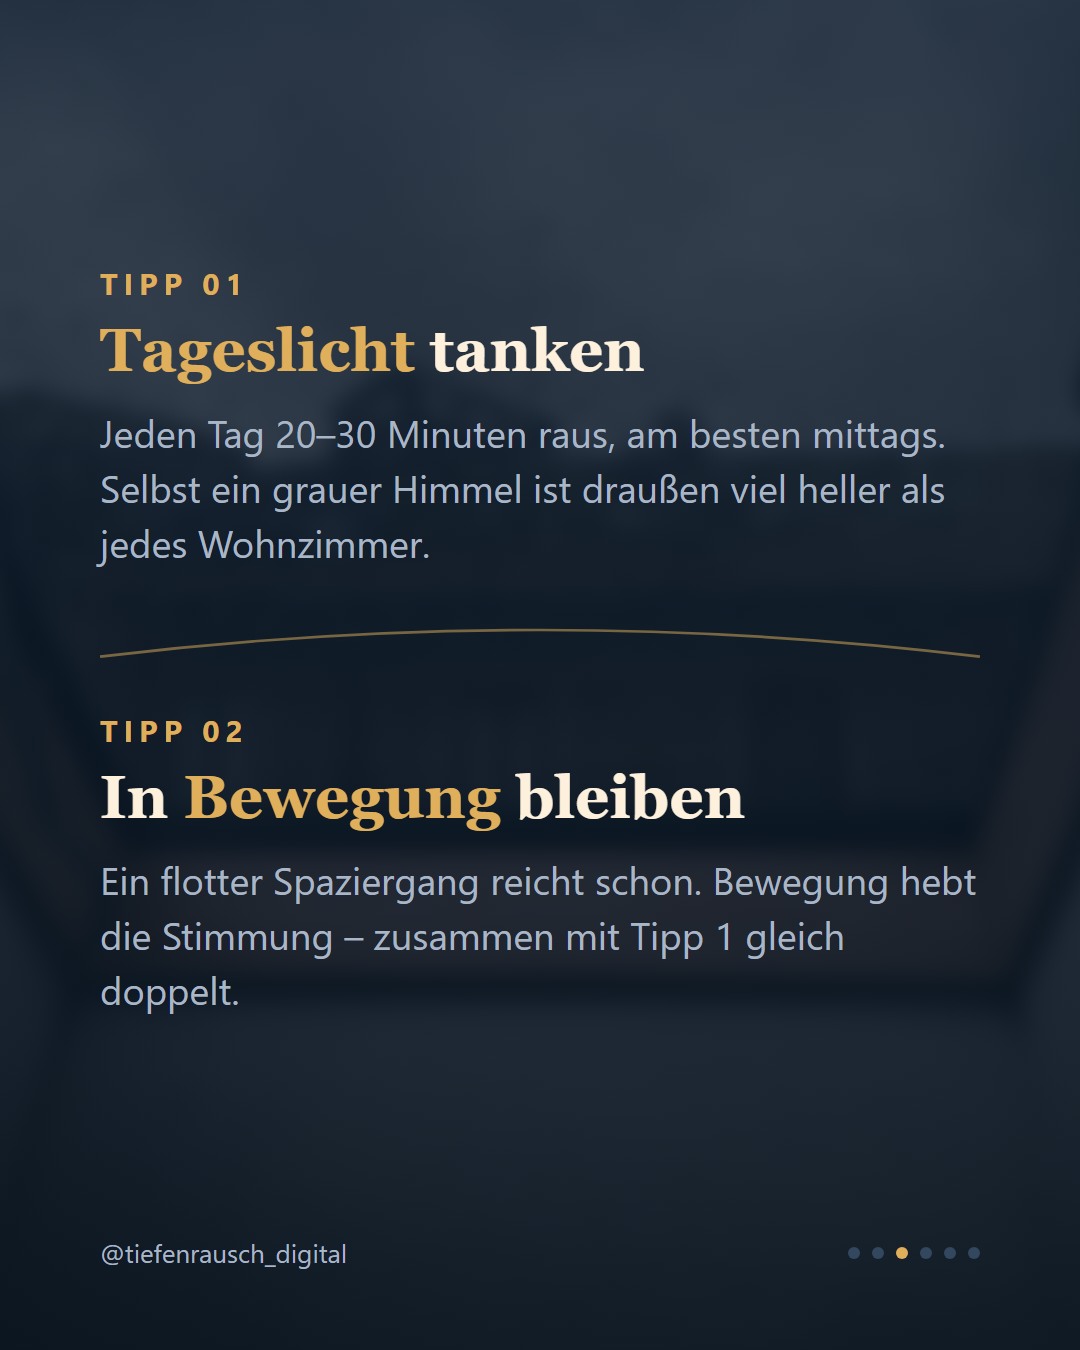 TIPP 01
Tageslicht tanken
Jeden Tag 20–30 Minuten raus, am besten mittags.
Selbst ein grauer Himmel ist draußen viel heller als
jedes Wohnzimmer.
TIPP 02
In Bewegung bleiben
Ein flotter Spaziergang reicht schon. Bewegung hebt
die Stimmung – zusammen mit Tipp 1 gleich
doppelt.
@tiefenrausch_digital